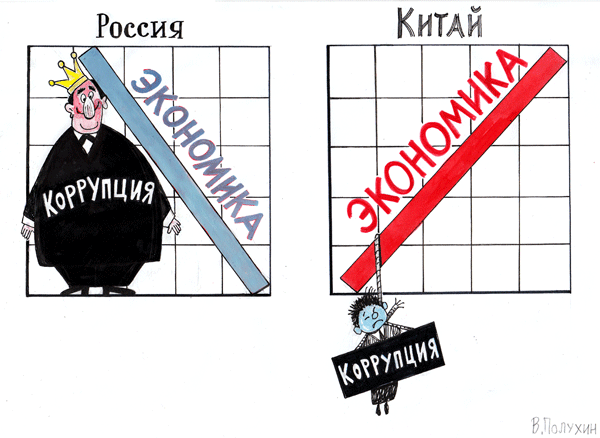 Россия
ЭКОНОМИКА
КОРРУПЦИЯ
Китай
ЭКОНОМИКА
КОРРУПЦИЯ
В.Полухин